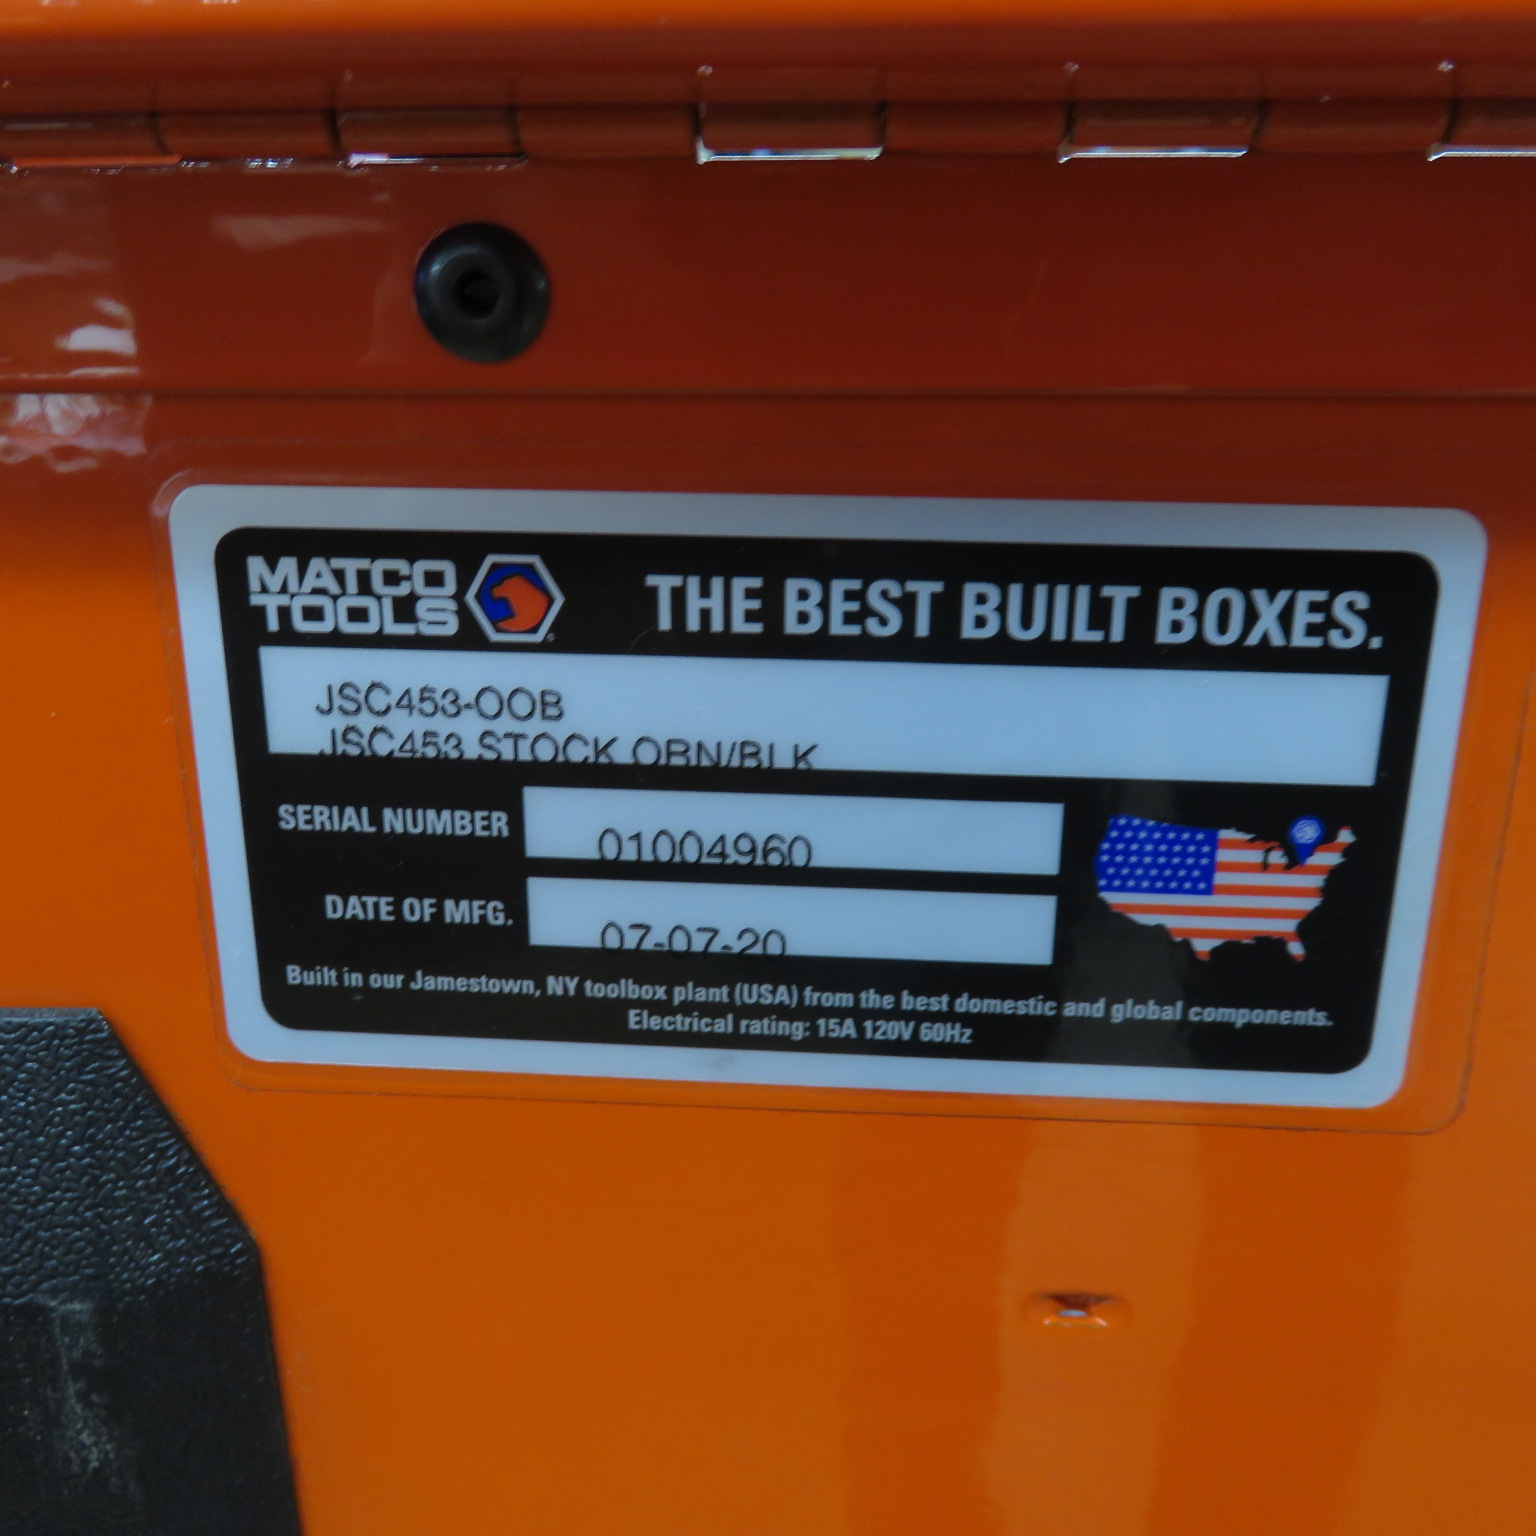 MATCO
TOOLS
THE BEST BUILT BOXES.
JSC453-OOB
JSC453 STOCK ORN/BLK
SERIAL NUMBER 01004960
DATE OF MFG. 07-07-20
Built in our Jamestown, NY toolbox plant (USA) from the best domestic and global components.
Electrical rating: 15A 120V 60Hz